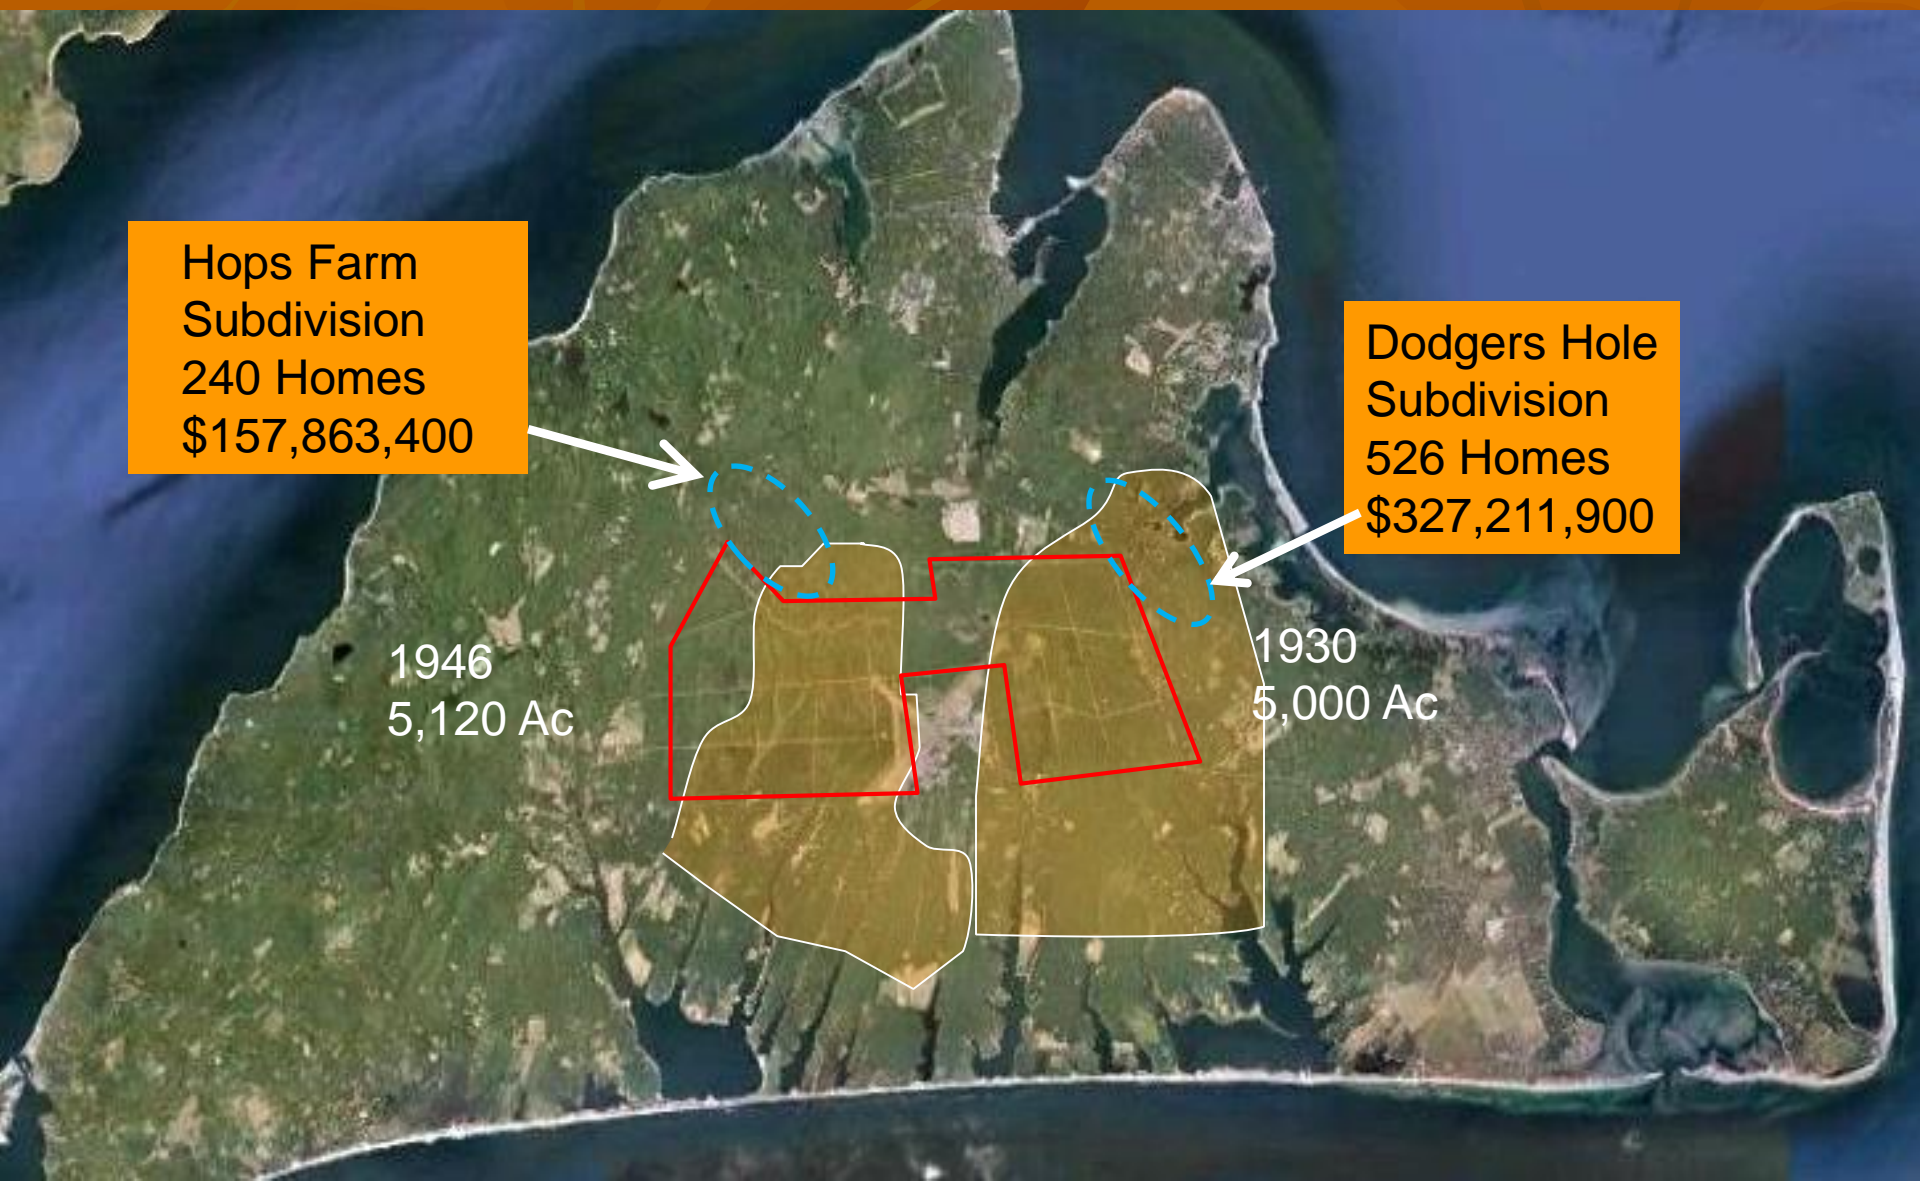 Hops Farm
Subdivision
240 Homes
$157,863,400
Dodgers Hole
Subdivision
526 Homes
$327,211,900
1946
5,120 Ac
1930
5,000 Ac